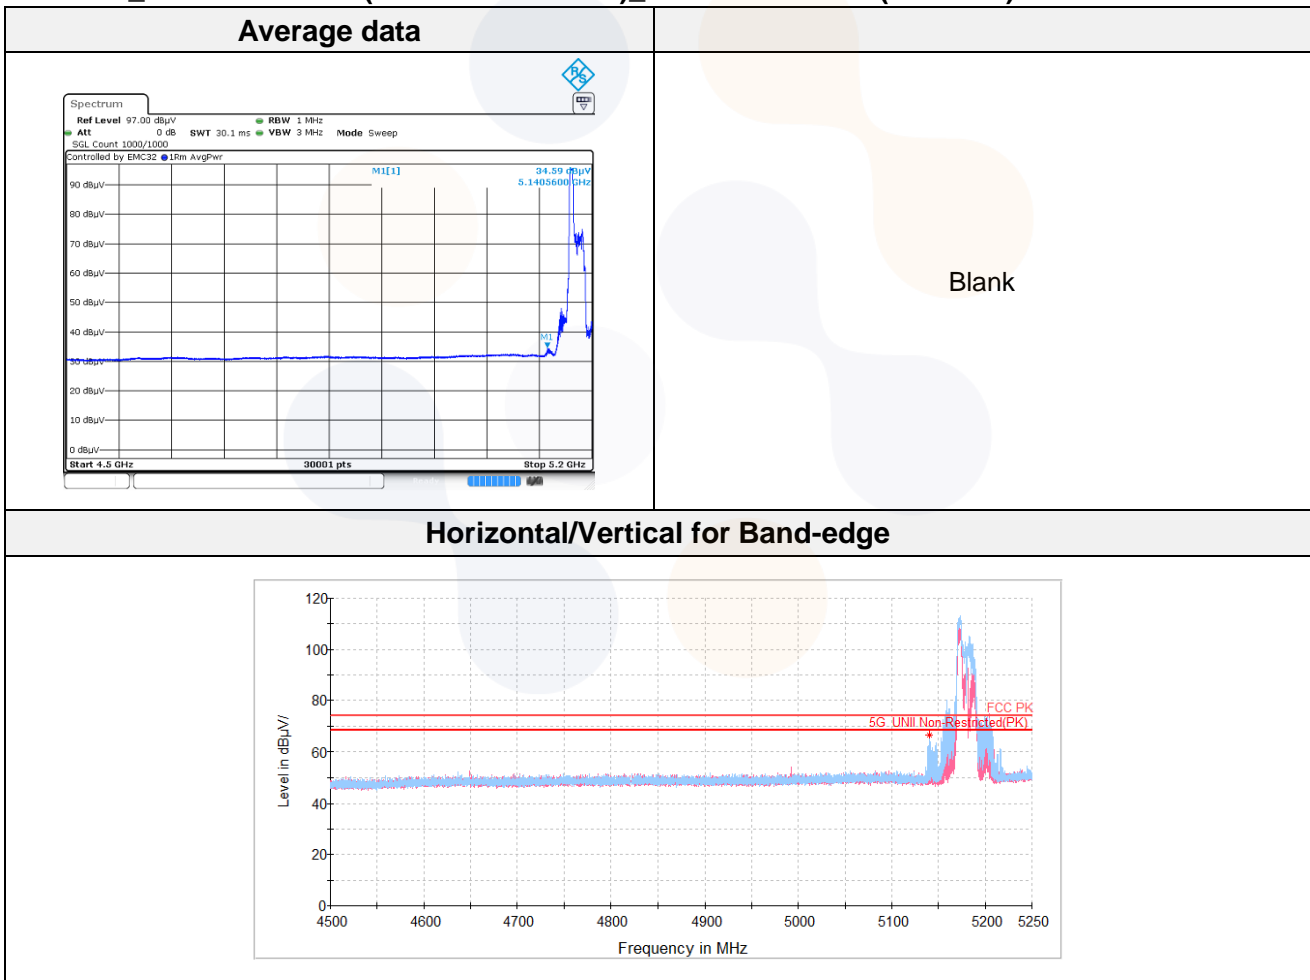 Average data
R&S
Spectrum
Ref Level 97.00 dBµV RBW 1 MHz
Att 0 dB SWT 30.1 ms VBW 3 MHz Mode Sweep
SGL Count 1000/1000
Controlled by EMC32 1Rm AvgPwr
M1[1] 34.59 dBµV
5.1405600 GHz
90 dBµV
80 dBµV
70 dBµV
60 dBµV
50 dBµV
40 dBµV
M1
30 dBµV
20 dBµV
10 dBµV
0 dBµV
Start 4.5 GHz 30001 pts Stop 5.2 GHz
Blank
Horizontal/Vertical for Band-edge
120
100
80
60
40
20
0
Level in dBµV/
FCC PK
5G UNII Non-Restricted(PK)
4500 4600 4700 4800 4900 5000 5100 5200 5250
Frequency in MHz